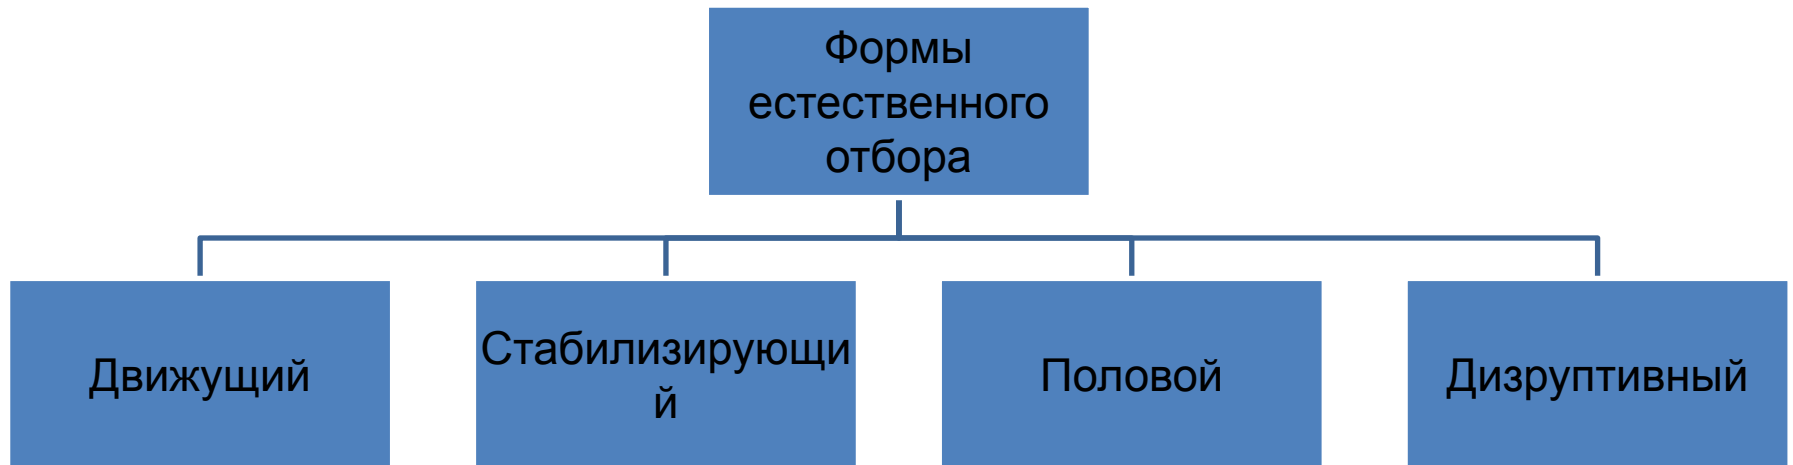 Формы
естественного
отбора
Движущий
Стабилизирующи
й
Половой
Дизруптивный